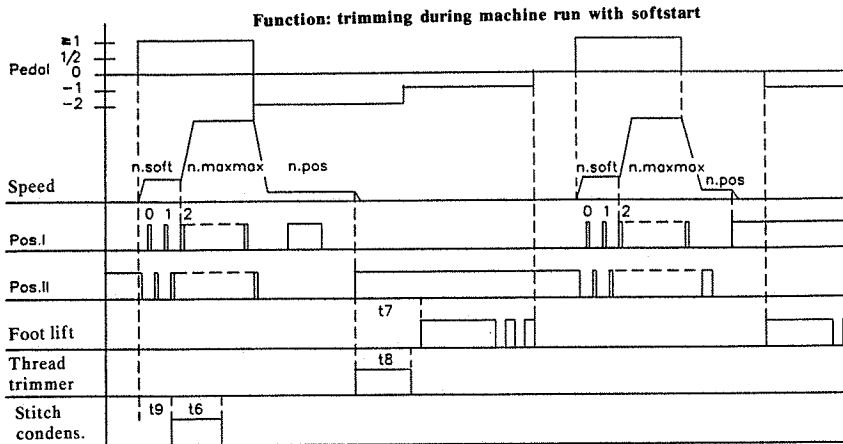 Function: trimming during machine run with softstart
≥1
1/2
Pedal
0
−1
−2
n.soft n.maxmax n.pos
n.soft n.maxmax
n.pos
Speed
0 1 2
0 1 2
Pos.I
Pos.II
t7
Foot lift
Thread
trimmer
t8
Stitch
condens.
t9 t6